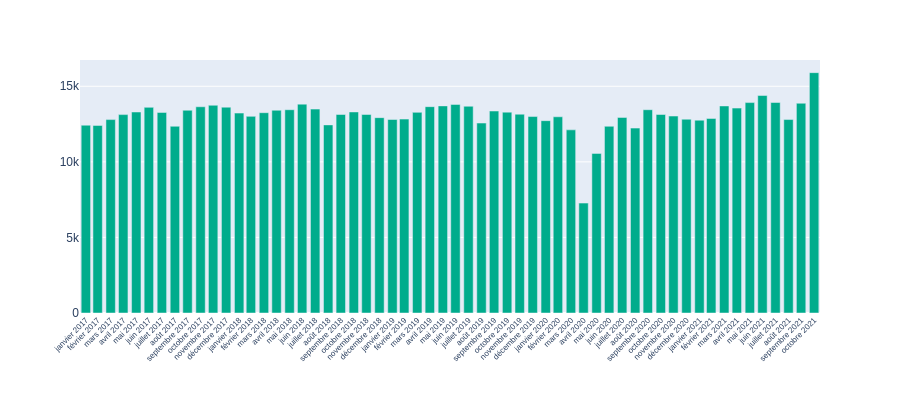 15k
10k
5k
0
janvier 2017
février 2017
mars 2017
avril 2017
mai 2017
juin 2017
juillet 2017
août 2017
septembre 2017
octobre 2017
novembre 2017
décembre 2017
janvier 2018
février 2018
mars 2018
avril 2018
mai 2018
juin 2018
juillet 2018
août 2018
septembre 2018
octobre 2018
novembre 2018
décembre 2018
janvier 2019
février 2019
mars 2019
avril 2019
mai 2019
juin 2019
juillet 2019
août 2019
septembre 2019
octobre 2019
novembre 2019
décembre 2019
janvier 2020
février 2020
mars 2020
avril 2020
mai 2020
juin 2020
juillet 2020
août 2020
septembre 2020
octobre 2020
novembre 2020
décembre 2020
janvier 2021
février 2021
mars 2021
avril 2021
mai 2021
juin 2021
juillet 2021
août 2021
septembre 2021
octobre 2021